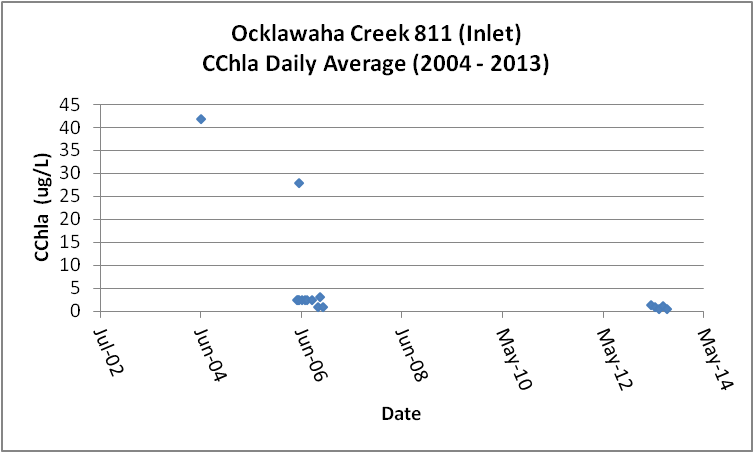 Ocklawaha Creek 811 (Inlet)
CChla Daily Average (2004 - 2013)
CChla (ug/L)
45
40
35
30
25
20
15
10
5
0
Jul-02
Jun-04
Jun-06
Jun-08
May-10
May-12
May-14
Date